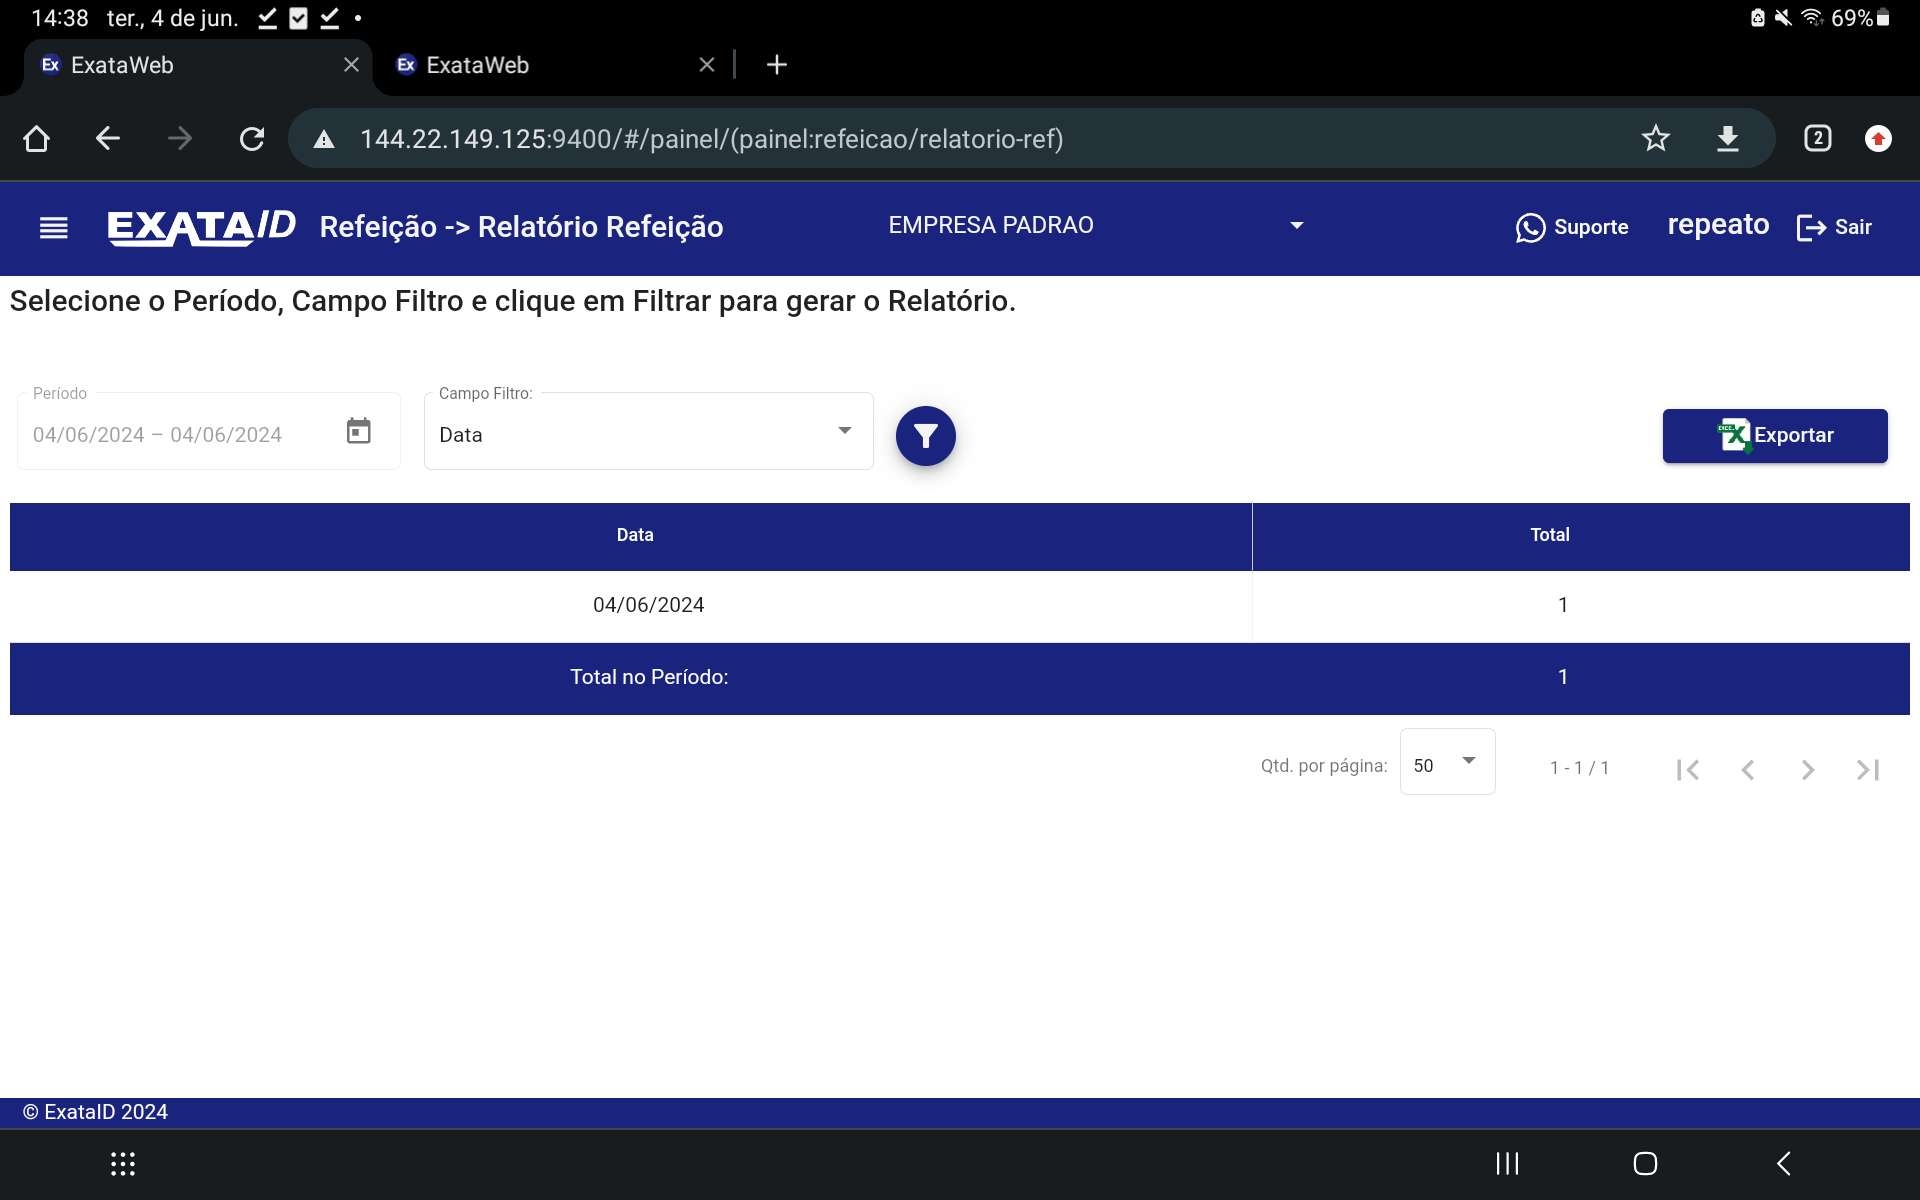 14:38 ter., 4 de jun. 69%
Ex ExataWeb Ex ExataWeb
144.22.149.125:9400/#/painel/(painel:refeicao/relatorio-ref) 2
EXATAID Refeição -> Relatório Refeição EMPRESA PADRAO Suporte repeato Sair
Selecione o Período, Campo Filtro e clique em Filtrar para gerar o Relatório.
Período Campo Filtro:
04/06/2024 – 04/06/2024 Data Exportar
Data Total
04/06/2024 1
Total no Período: 1
Qtd. por página: 50 1 - 1 / 1
© ExataID 2024